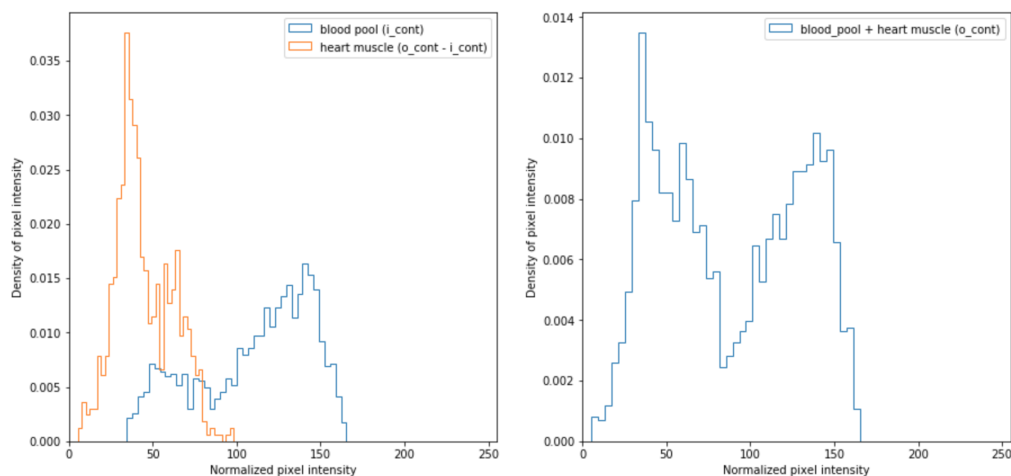 blood pool (i_cont)
heart muscle (o_cont - i_cont)
0.035
0.030
0.025
0.020
0.015
0.010
0.005
0.000
Density of pixel intensity
0 50 100 150 200 250
Normalized pixel intensity
blood_pool + heart muscle (o_cont)
0.014
0.012
0.010
0.008
0.006
0.004
0.002
0.000
Density of pixel intensity
0 50 100 150 200 250
Normalized pixel intensity